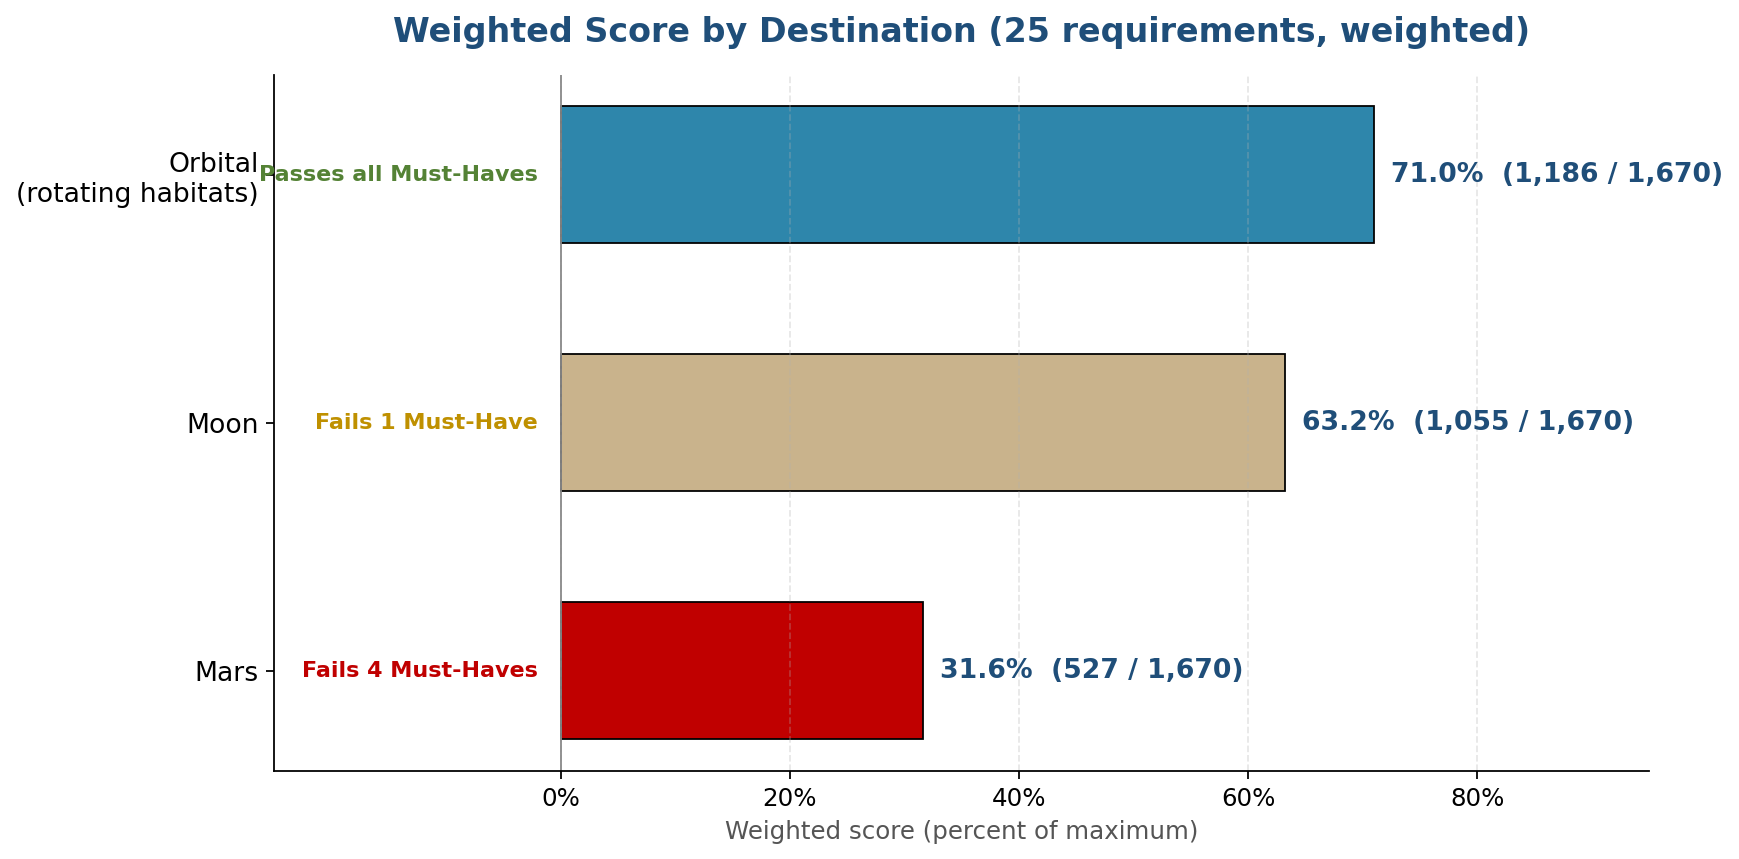 Weighted Score by Destination (25 requirements, weighted)
Orbital
(rotating habitats)
Passes all Must-Haves
71.0%  (1,186 / 1,670)
Moon
Fails 1 Must-Have
63.2%  (1,055 / 1,670)
Mars
Fails 4 Must-Haves
31.6%  (527 / 1,670)
0% 20% 40% 60% 80%
Weighted score (percent of maximum)